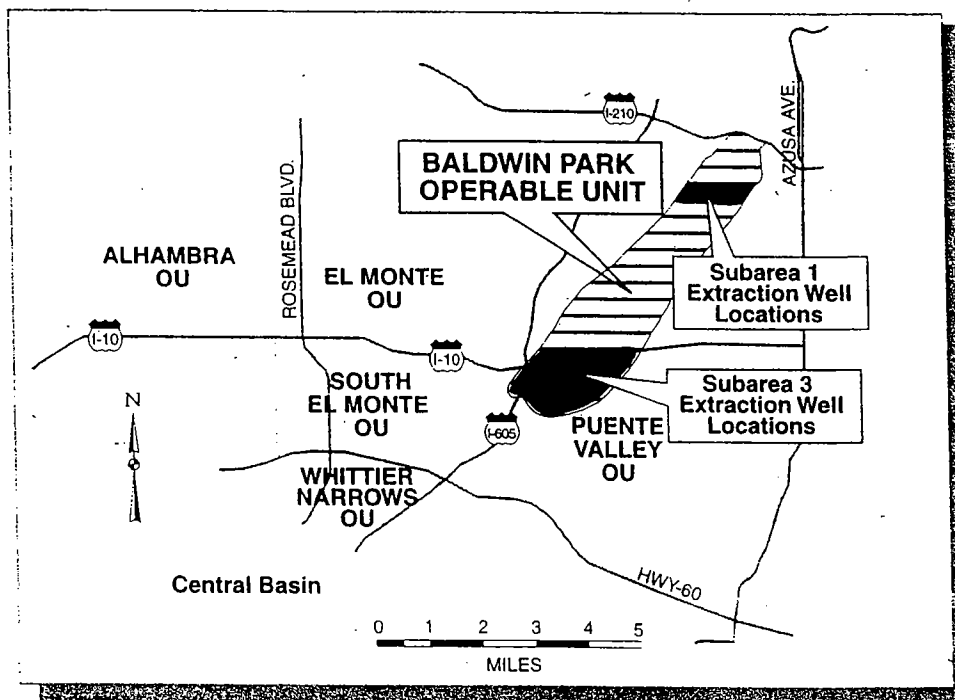 I-210
AZUSA AVE.
ROSEMEAD BLVD.
BALDWIN PARK
OPERABLE UNIT
ALHAMBRA
OU
EL MONTE
OU
Subarea 1
Extraction Well
Locations
I-10
I-10
SOUTH
EL MONTE
OU
Subarea 3
Extraction Well
Locations
N
I-605
PUENTE
VALLEY
OU
WHITTIER
NARROWS
OU
Central Basin
HWY-60
0 1 2 3 4 5
MILES